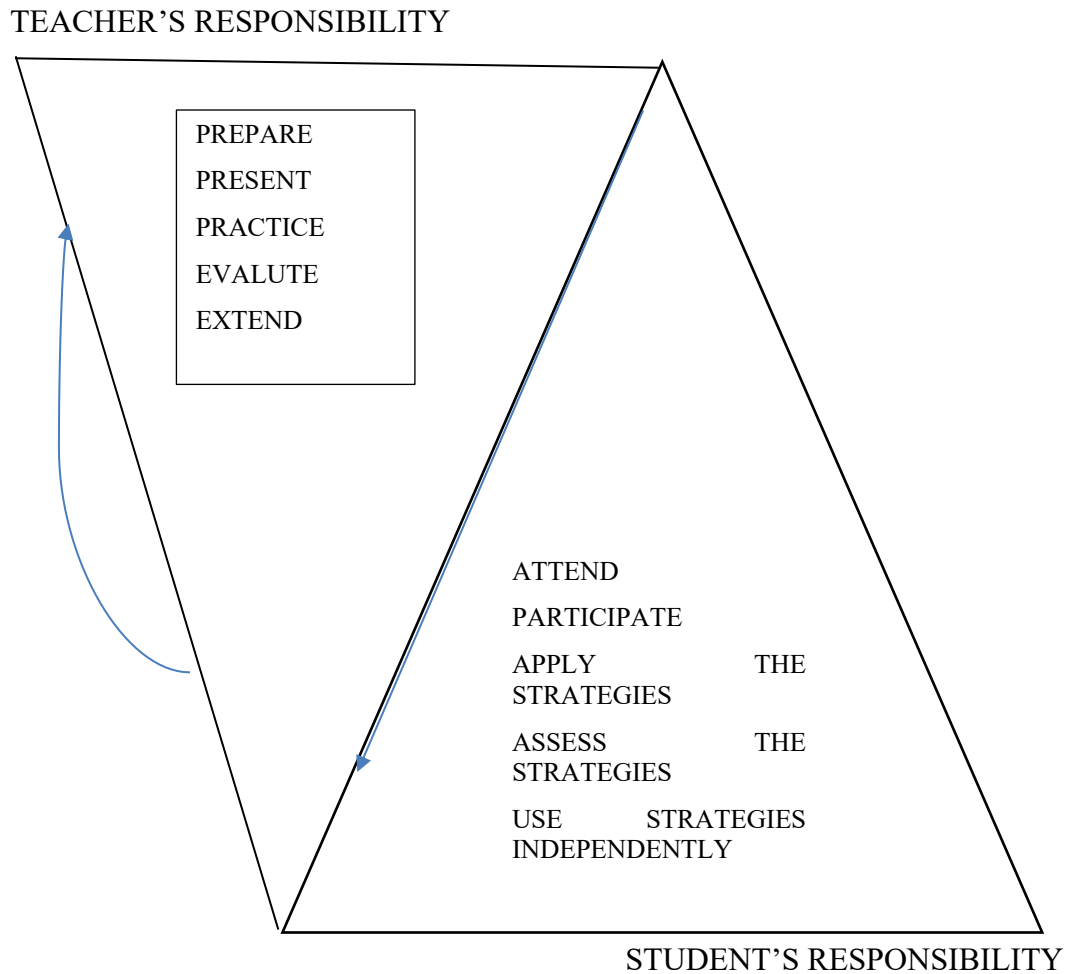 TEACHER’S RESPONSIBILITY
PREPARE
PRESENT
PRACTICE
EVALUTE
EXTEND
ATTEND
PARTICIPATE
APPLY THE
STRATEGIES
ASSESS THE
STRATEGIES
USE STRATEGIES
INDEPENDENTLY
STUDENT’S RESPONSIBILITY